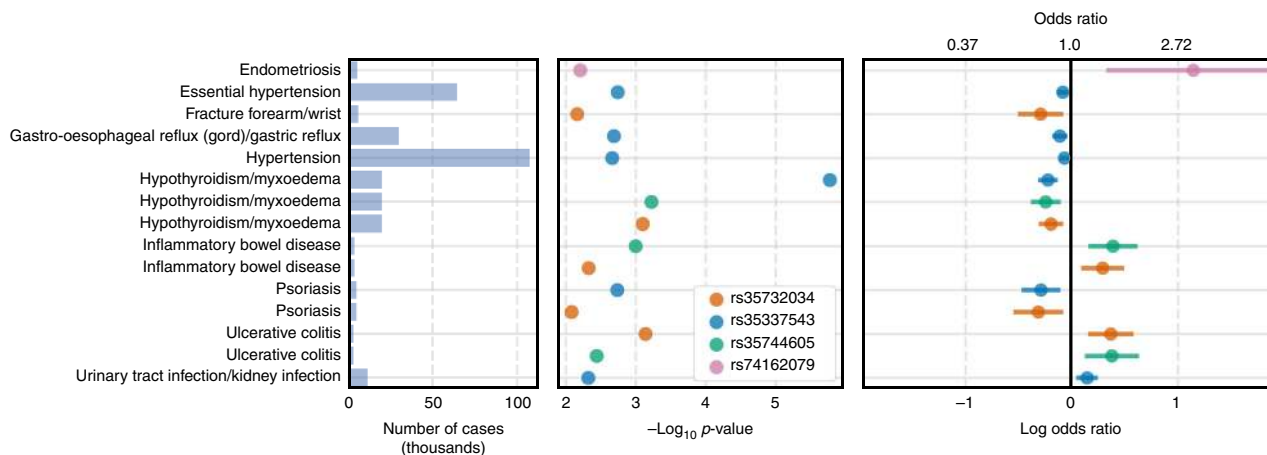 Odds ratio
0.37 1.0 2.72
Endometriosis
Essential hypertension
Fracture forearm/wrist
Gastro-oesophageal reflux (gord)/gastric reflux
Hypertension
Hypothyroidism/myxoedema
Hypothyroidism/myxoedema
Hypothyroidism/myxoedema
Inflammatory bowel disease
Inflammatory bowel disease
Psoriasis
Psoriasis
Ulcerative colitis
Ulcerative colitis
Urinary tract infection/kidney infection
rs35732034
rs35337543
rs35744605
rs74162079
0 50 100
Number of cases
(thousands)
2 3 4 5
–Log10 p-value
–1 0 1
Log odds ratio